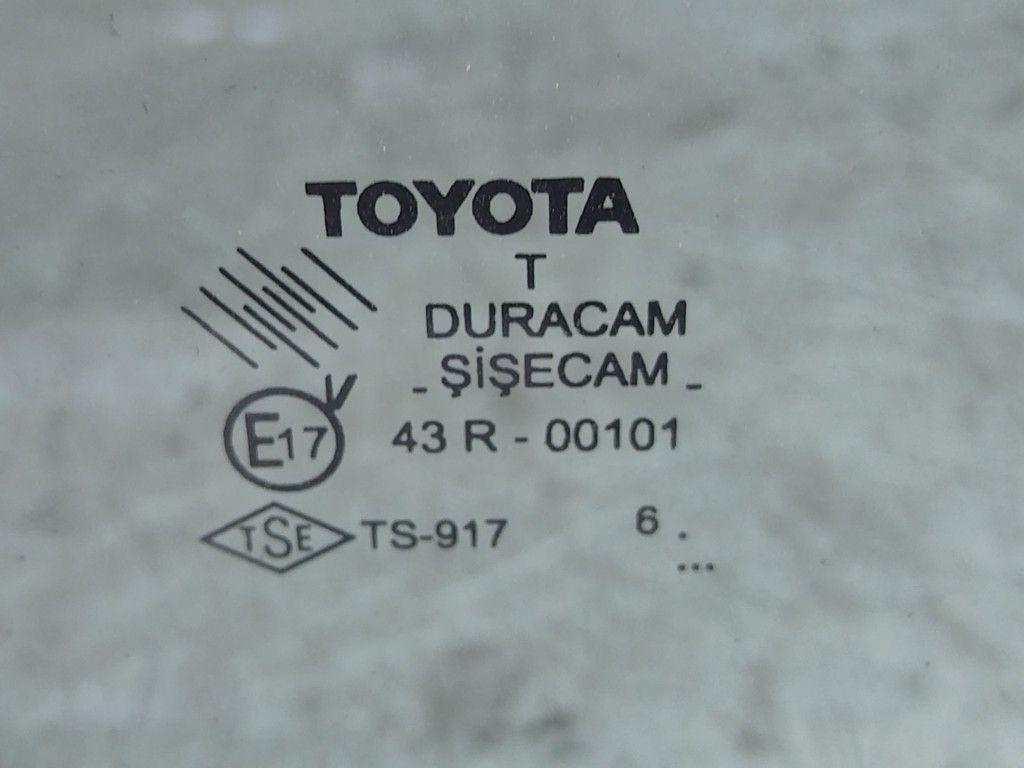 TOYOTA
T
DURACAM
- ŞİŞECAM -
E17 43 R - 00101
TSE TS-917 6 .
...